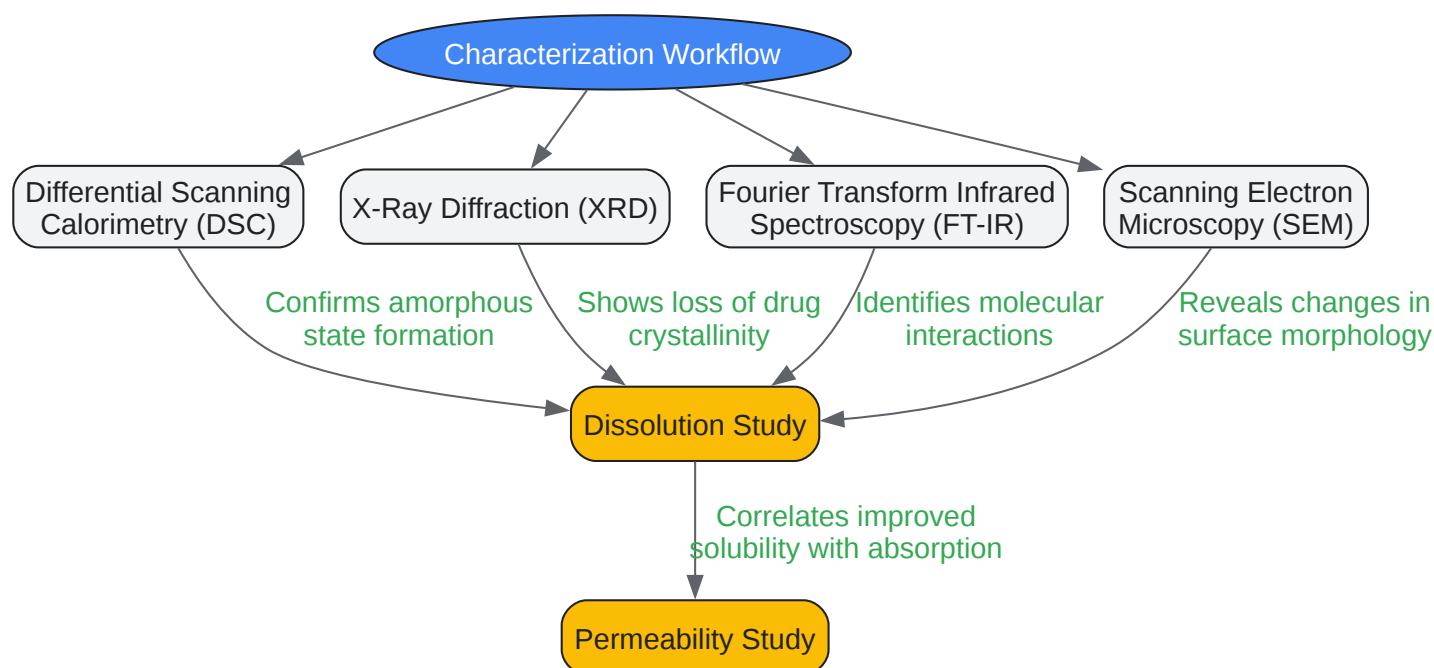 Characterization Workflow
Differential Scanning
Calorimetry (DSC)
X-Ray Diffraction (XRD)
Fourier Transform Infrared
Spectroscopy (FT-IR)
Scanning Electron
Microscopy (SEM)
Confirms amorphous
state formation
Shows loss of drug
crystallinity
Identifies molecular
interactions
Reveals changes in
surface morphology
Dissolution Study
Correlates improved
solubility with absorption
Permeability Study